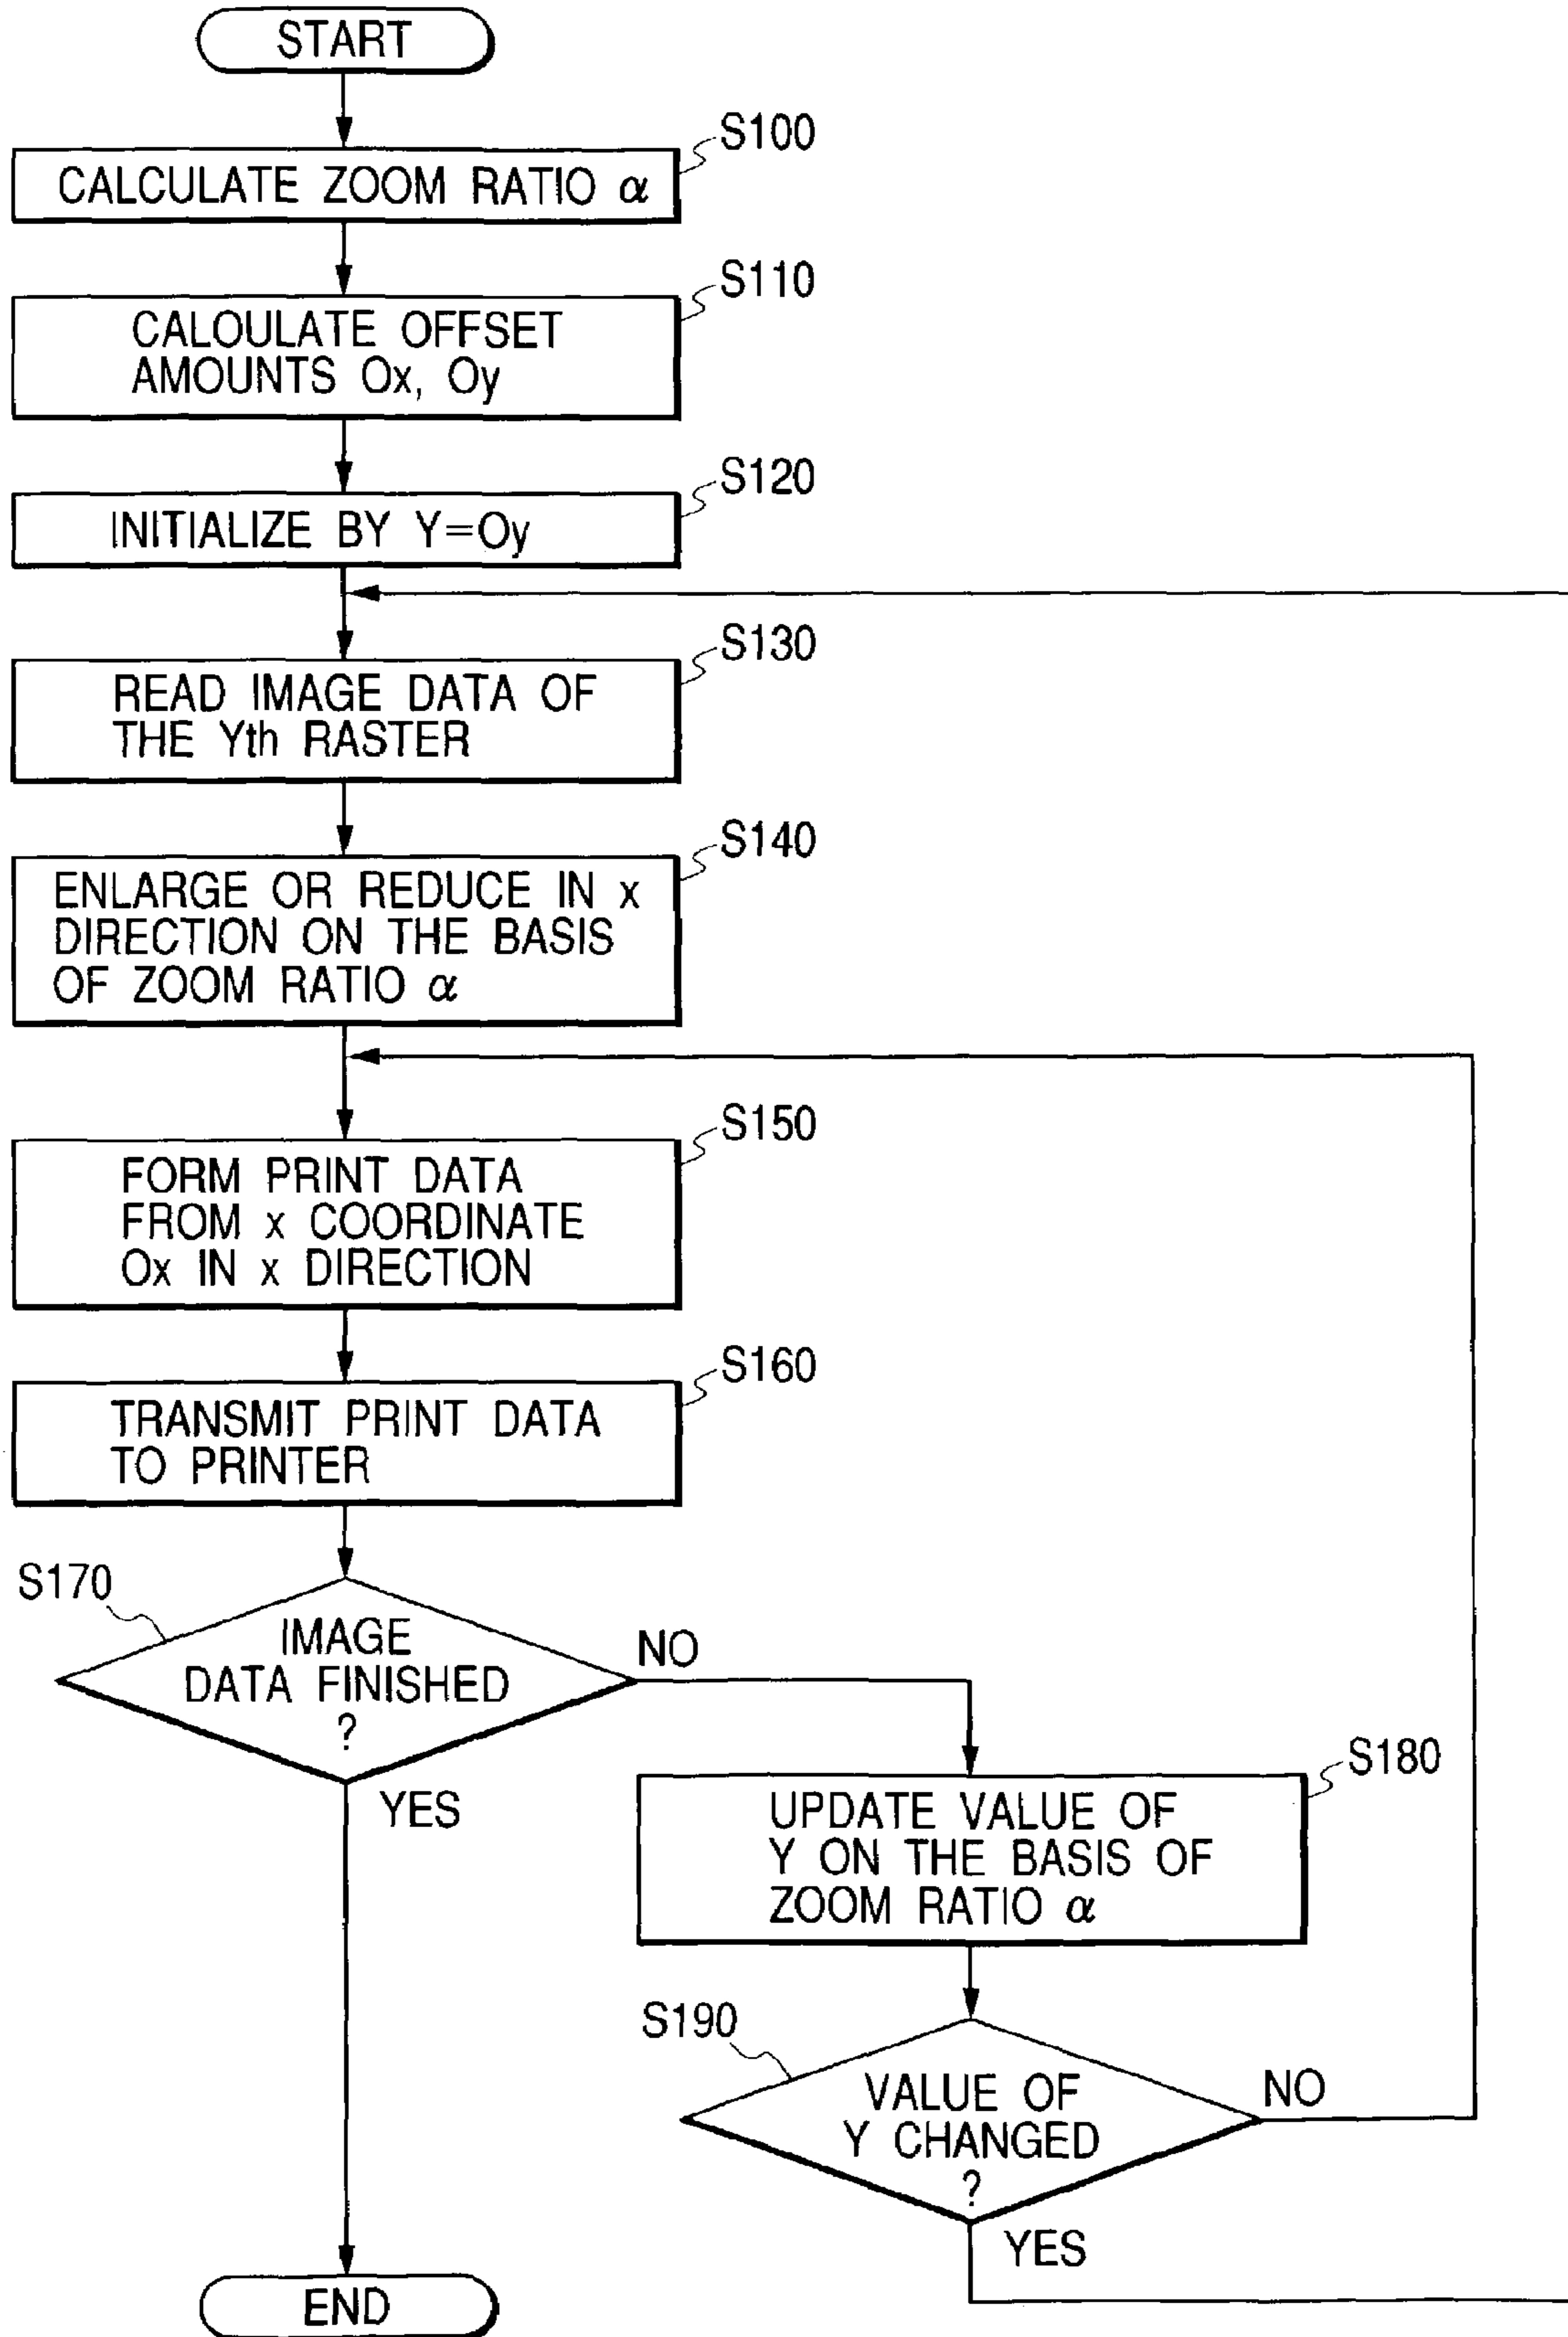 START
S100
CALCULATE ZOOM RATIO α
S110
CALOULATE OFFSET
AMOUNTS Ox, Oy
S120
INITIALIZE BY Y=Oy
S130
READ IMAGE DATA OF
THE Yth RASTER
S140
ENLARGE OR REDUCE IN x
DIRECTION ON THE BASIS
OF ZOOM RATIO α
S150
FORM PRINT DATA
FROM x COORDINATE
Ox IN x DIRECTION
S160
TRANSMIT PRINT DATA
TO PRINTER
S170
IMAGE
DATA FINISHED
?
NO
YES
S180
UPDATE VALUE OF
Y ON THE BASIS OF
ZOOM RATIO α
S190
VALUE OF
Y CHANGED
?
NO
YES
END